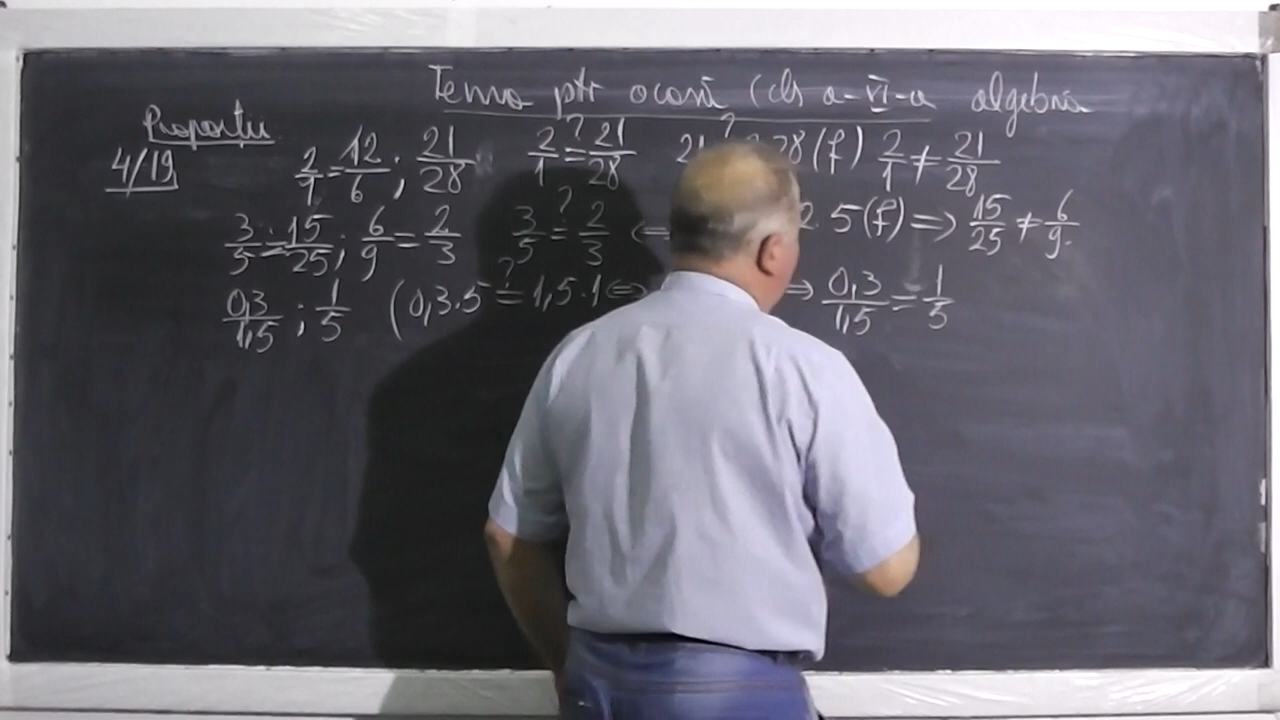 Tema ptr acasă (cls a-VI-a algebră
Proporții
4/19 2/1 = 12/6 ; 21/28 2/1 ?= 21/28 21 ?= 28 (f) 2/1 ≠ 21/28
3/5 = 15/25 ; 6/9 = 2/3 3/5 ?= 2/3 ⇔ 2·5 (f) ⇒ 15/25 ≠ 6/9
0,3/1,5 ; 1/5 (0,3·5 ?= 1,5·1 ⇔ ⇒ 0,3/1,5 = 1/5